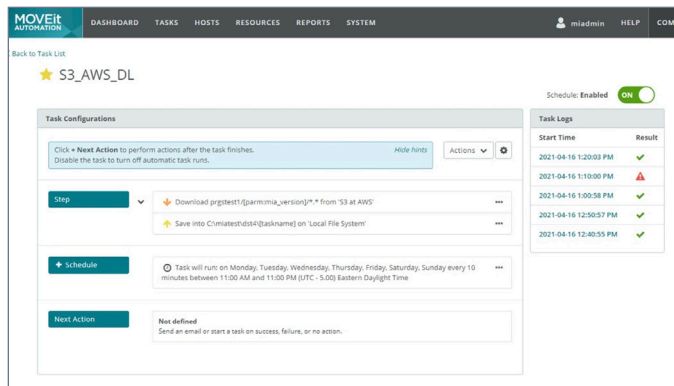 MOVEit
AUTOMATION
DASHBOARD TASKS HOSTS RESOURCES REPORTS SYSTEM
miadmin HELP COM
Back to Task List
S3_AWS_DL
Schedule: Enabled ON
Task Configurations
Click + Next Action to perform actions after the task finishes.
Disable the task to turn off automatic task runs.
Hide hints
Actions
Step
Download prgstest1/[parm:mia_version]/*.* from 'S3 at AWS'
Save into C:\miatest\dst4\[taskname] on 'Local File System'
+ Schedule
Task will run: on Monday, Tuesday, Wednesday, Thursday, Friday, Saturday, Sunday every 10
minutes between 11:00 AM and 11:00 PM (UTC - 5.00) Eastern Daylight Time
Next Action
Not defined
Send an email or start a task on success, failure, or no action.
Task Logs
Start Time Result
2021-04-16 1:20:03 PM
2021-04-16 1:10:00 PM
2021-04-16 1:00:58 PM
2021-04-16 12:50:57 PM
2021-04-16 12:40:55 PM